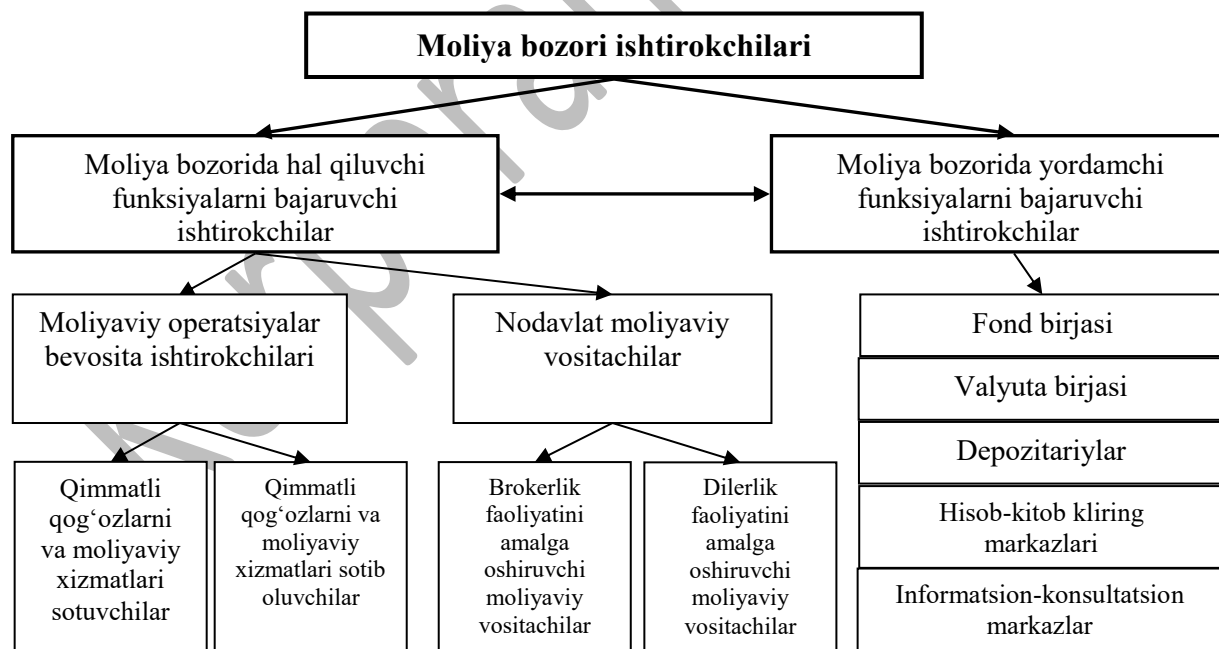 Moliya bozori ishtirokchilari
Moliya bozorida hal qiluvchi
funksiyalarni bajaruvchi
ishtirokchilar
Moliya bozorida yordamchi
funksiyalarni bajaruvchi
ishtirokchilar
Moliyaviy operatsiyalar
bevosita ishtirokchilari
Nodavlat moliyaviy
vositachilar
Fond birjasi
Valyuta birjasi
Depozitariylar
Hisob-kitob kliring
markazlari
Informatsion-konsultatsion
markazlar
Qimmatli
qog‘ozlarni
va moliyaviy
xizmatlari
sotuvchilar
Qimmatli
qog‘ozlarni va
moliyaviy
xizmatlari sotib
oluvchilar
Brokerlik
faoliyatini
amalga
oshiruvchi
moliyaviy
vositachilar
Dilerlik
faoliyatini
amalga
oshiruvchi
moliyaviy
vositachilar